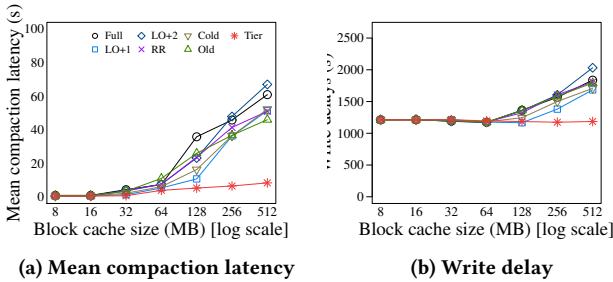 Mean compaction latency (s)
100
80
60
40
20
0
Full
LO+1
LO+2
RR
Cold
Old
Tier
8 16 32 64 128 256 512
Block cache size (MB) [log scale]
(a) Mean compaction latency
delays (s)
2500
2000
1500
1000
500
0
8 16 32 64 128 256 512
Block cache size (MB) [log scale]
(b) Write delay